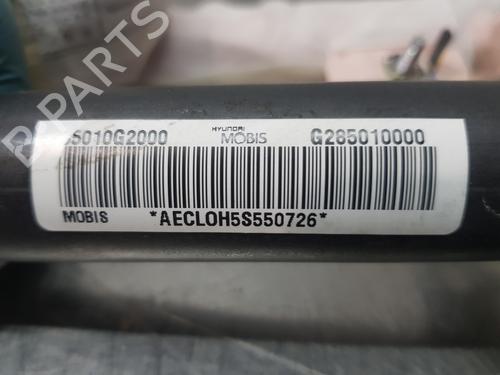 B-PARTS
5010G2000 HYUNDAI MOBIS G285010000
MOBIS *AECLOH5S550726*